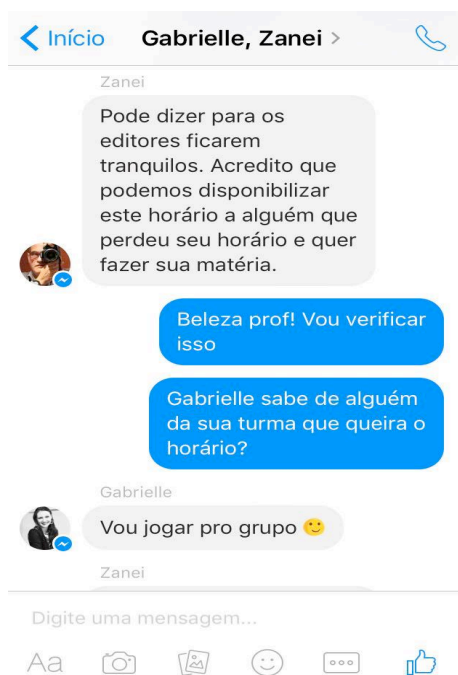 Início Gabrielle, Zanei >
Zanei
Pode dizer para os
editores ficarem
tranquilos. Acredito que
podemos disponibilizar
este horário a alguém que
perdeu seu horário e quer
fazer sua matéria.
Beleza prof! Vou verificar
isso
Gabrielle sabe de alguém
da sua turma que queira o
horário?
Gabrielle
Vou jogar pro grupo 🙂
Zanei
Digite uma mensagem...
Aa